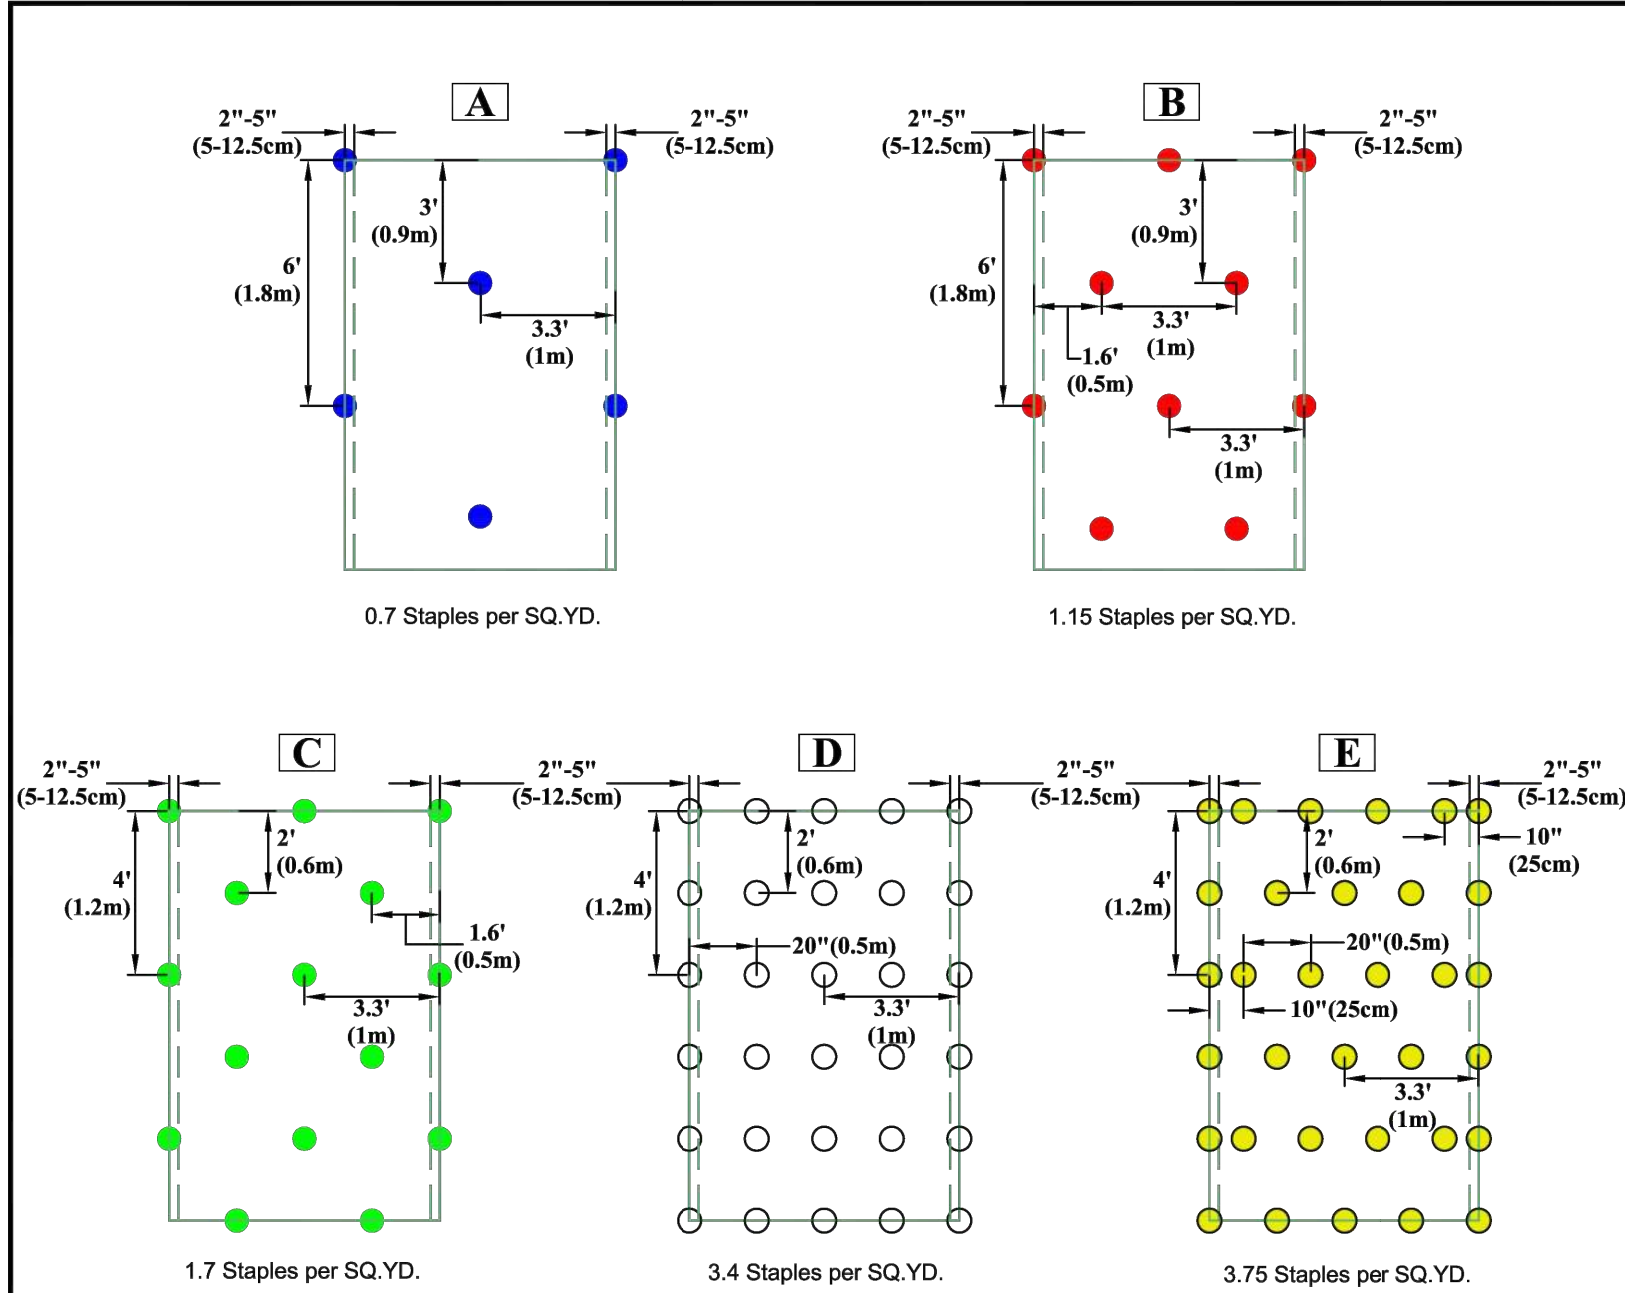 A
2"-5"
(5-12.5cm)
2"-5"
(5-12.5cm)
3'
(0.9m)
6'
(1.8m)
3.3'
(1m)
0.7 Staples per SQ.YD.
B
2"-5"
(5-12.5cm)
2"-5"
(5-12.5cm)
3'
(0.9m)
6'
(1.8m)
3.3'
(1m)
1.6'
(0.5m)
3.3'
(1m)
1.15 Staples per SQ.YD.
C
2"-5"
(5-12.5cm)
2"-5"
(5-12.5cm)
2'
(0.6m)
4'
(1.2m)
1.6'
(0.5m)
3.3'
(1m)
1.7 Staples per SQ.YD.
D
2'
(0.6m)
4'
(1.2m)
20"(0.5m)
3.3'
(1m)
3.4 Staples per SQ.YD.
2"-5"
(5-12.5cm)
E
2"-5"
(5-12.5cm)
2'
(0.6m)
10"
(25cm)
4'
(1.2m)
20"(0.5m)
10"(25cm)
3.3'
(1m)
3.75 Staples per SQ.YD.